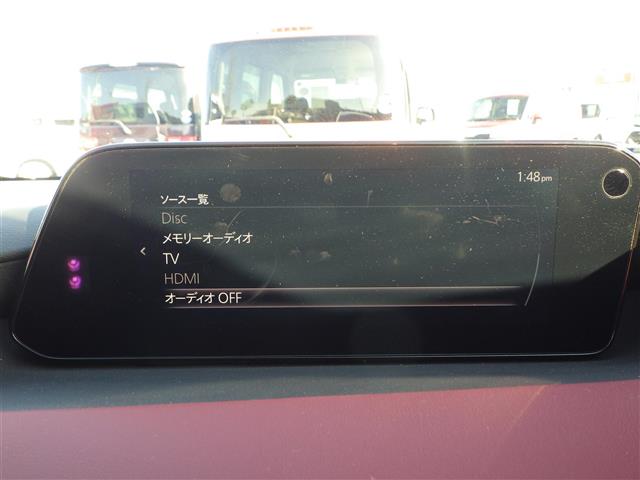 1:48pm
ソース一覧
Disc
メモリーオーディオ
TV
HDMI
オーディオ OFF